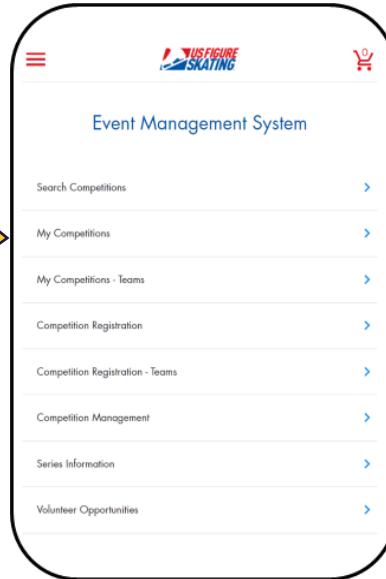 US FIGURE
SKATING
0
Event Management System
Search Competitions
My Competitions
My Competitions - Teams
Competition Registration
Competition Registration - Teams
Competition Management
Series Information
Volunteer Opportunities